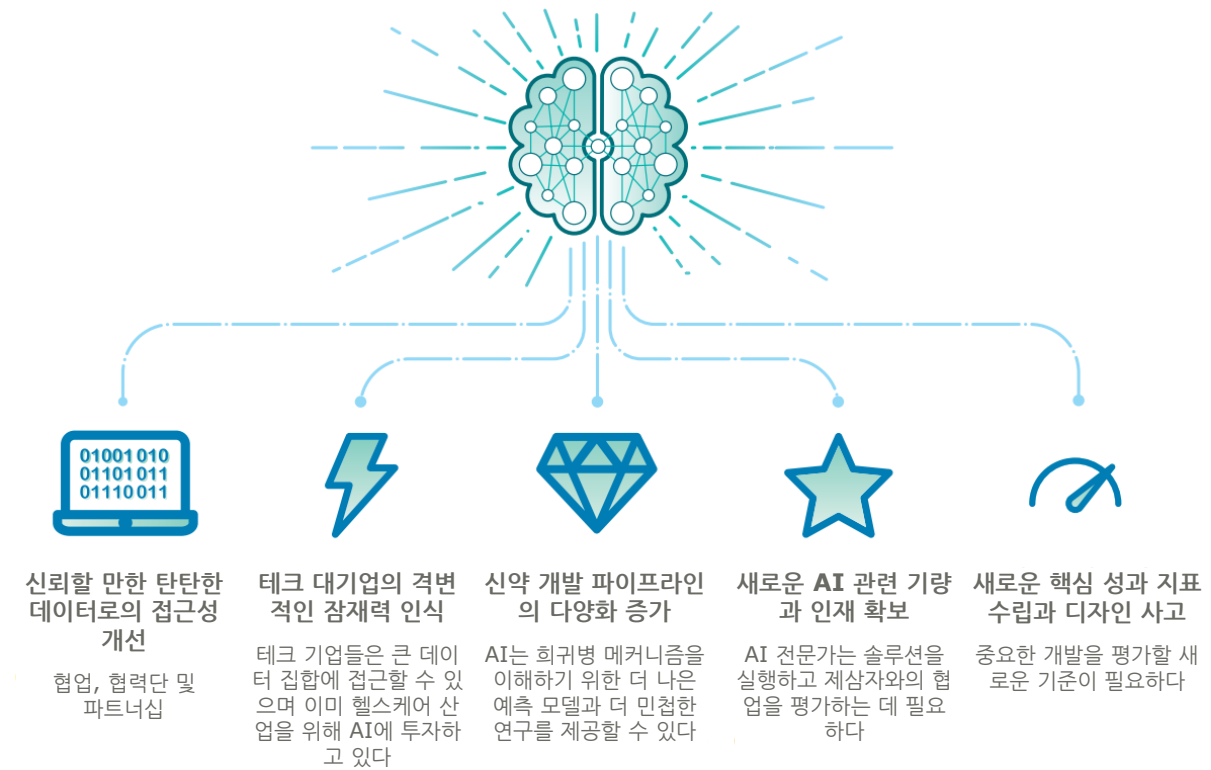 01001 010
01101 011
01110 011
신뢰할 만한 탄탄한
데이터로의 접근성
개선
협업, 협력단 및
파트너십
테크 대기업의 격변
적인 잠재력 인식
테크 기업들은 큰 데이
터 집합에 접근할 수 있
으며 이미 헬스케어 산
업을 위해 AI에 투자하
고 있다
신약 개발 파이프라인
의 다양화 증가
AI는 희귀병 메커니즘을
이해하기 위한 더 나은
예측 모델과 더 민첩한
연구를 제공할 수 있다
새로운 AI 관련 기량
과 인재 확보
AI 전문가는 솔루션을
실행하고 제삼자와의 협
업을 평가하는 데 필요
하다
새로운 핵심 성과 지표
수립과 디자인 사고
중요한 개발을 평가할 새
로운 기준이 필요하다